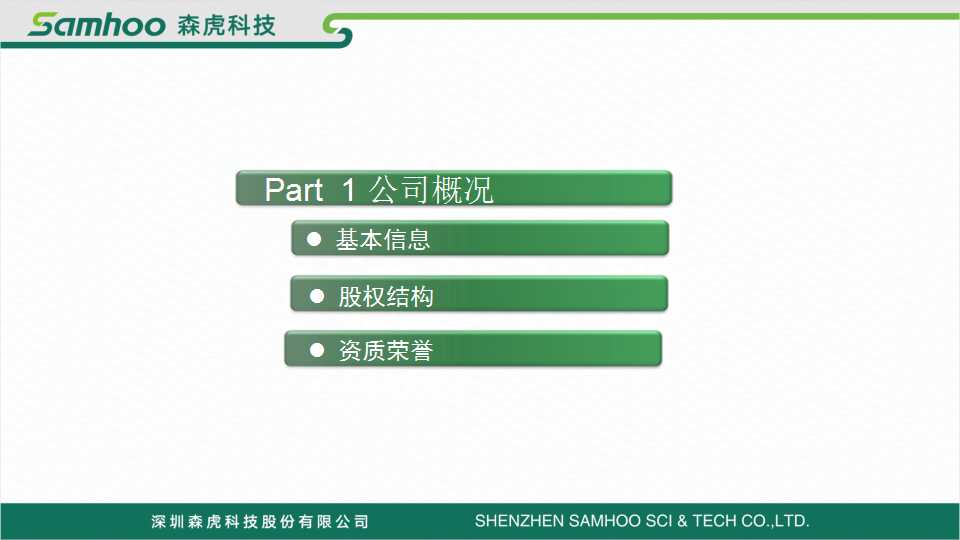 Samhoo 森虎科技
Part 1 公司概况
● 基本信息
● 股权结构
● 资质荣誉
深圳森虎科技股份有限公司 SHENZHEN SAMHOO SCI & TECH CO.,LTD.